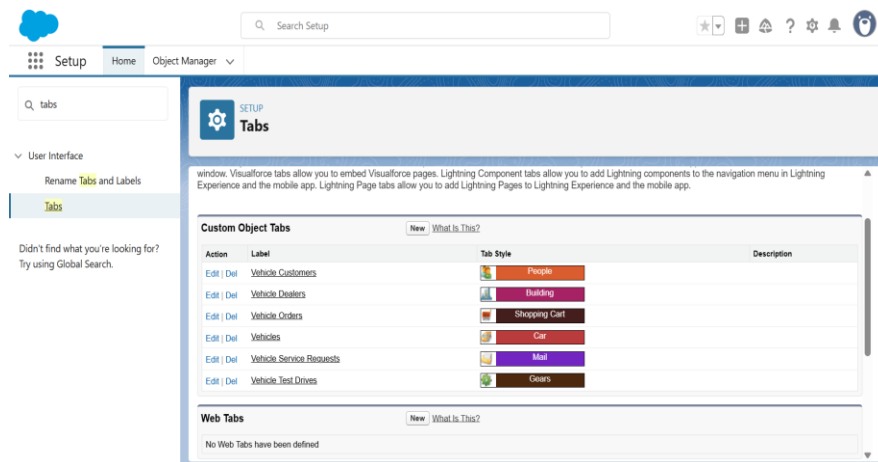 Search Setup
Setup
Home
Object Manager
tabs
User Interface
Rename Tabs and Labels
Tabs
Didn't find what you're looking for?
Try using Global Search.
SETUP
Tabs
window. Visualforce tabs allow you to embed Visualforce pages. Lightning Component tabs allow you to add Lightning components to the navigation menu in Lightning
Experience and the mobile app. Lightning Page tabs allow you to add Lightning Pages to Lightning Experience and the mobile app.
Custom Object Tabs New What Is This?
Action Label Tab Style Description
Edit | Del Vehicle Customers People
Edit | Del Vehicle Dealers Building
Edit | Del Vehicle Orders Shopping Cart
Edit | Del Vehicles Car
Edit | Del Vehicle Service Requests Mail
Edit | Del Vehicle Test Drives Gears
Web Tabs New What Is This?
No Web Tabs have been defined